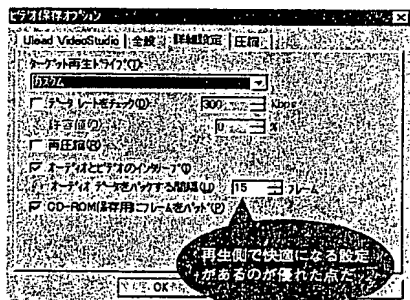 ビデオ保存オプション
Ulead VideoStudio 全般 詳細設定 圧縮
ターゲット再生ドライブ(T):
カスタム
データ レートをチェック(D) 300 Kbps
許容値(O) 0 %
再圧縮(R)
オーディオとビデオのインターリーブ(I)
オーディオ データをパックする間隔(U) 15 フレーム
CD-ROM保存用にフレームをパッド(P)
再生側で快適になる設定
があるのが優れた点だ
OK